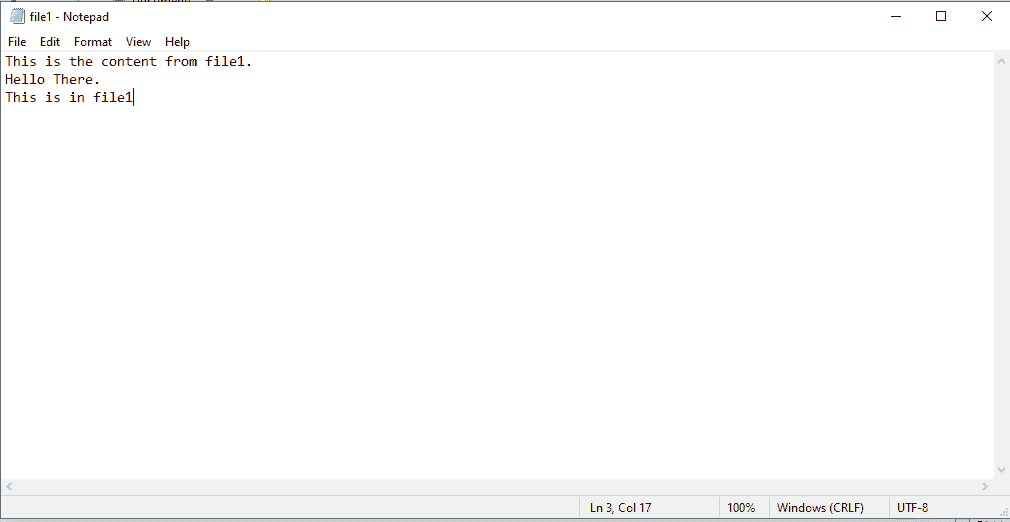 file1 - Notepad
File Edit Format View Help
This is the content from file1.
Hello There.
This is in file1
Ln 3, Col 17 100% Windows (CRLF) UTF-8